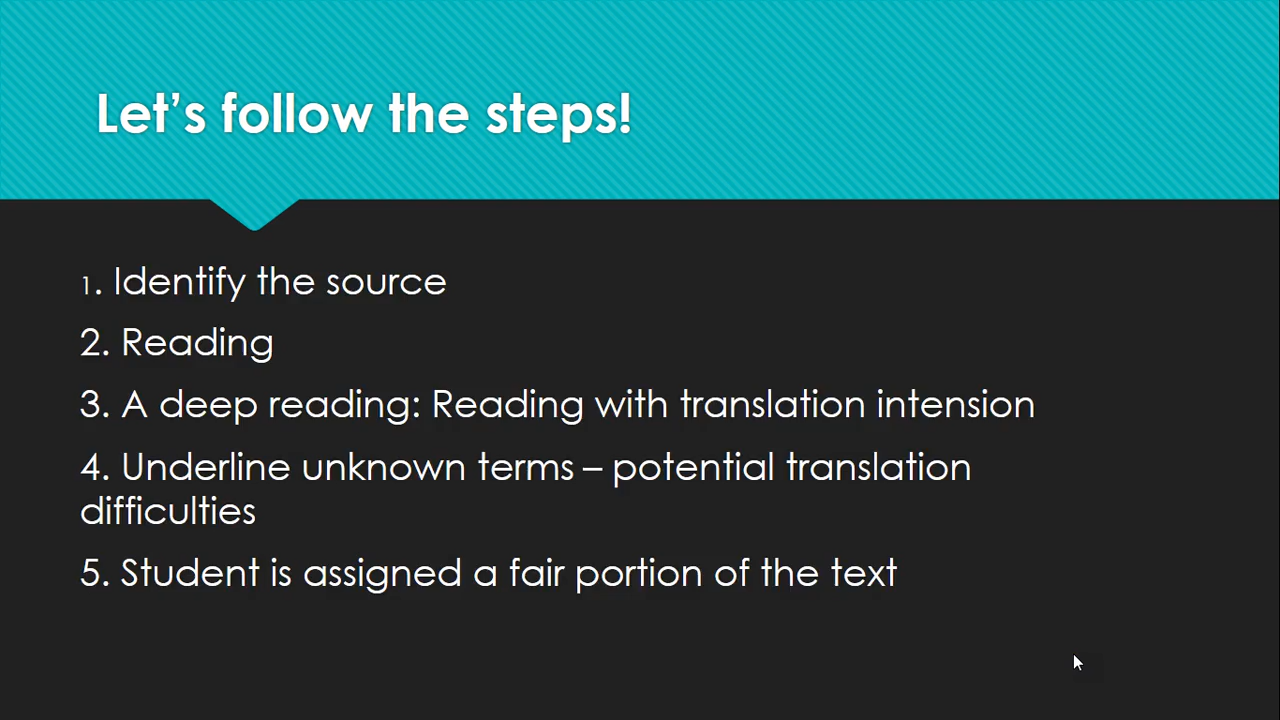 Let's follow the steps!
1. Identify the source
2. Reading
3. A deep reading: Reading with translation intension
4. Underline unknown terms – potential translation
difficulties
5. Student is assigned a fair portion of the text